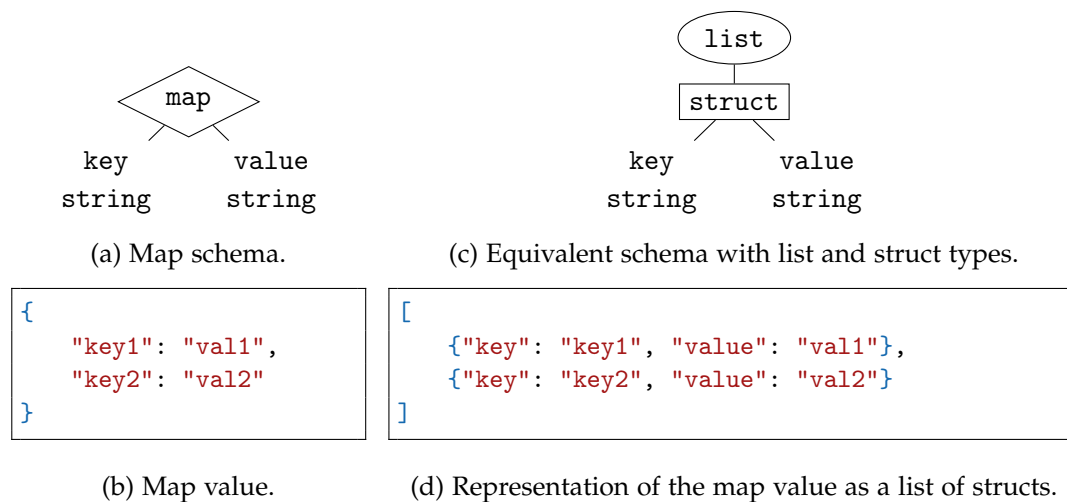 map
key value
string string
(a) Map schema.
{
"key1": "val1",
"key2": "val2"
}
(b) Map value.
list
struct
key value
string string
(c) Equivalent schema with list and struct types.
[
{"key": "key1", "value": "val1"},
{"key": "key2", "value": "val2"}
]
(d) Representation of the map value as a list of structs.